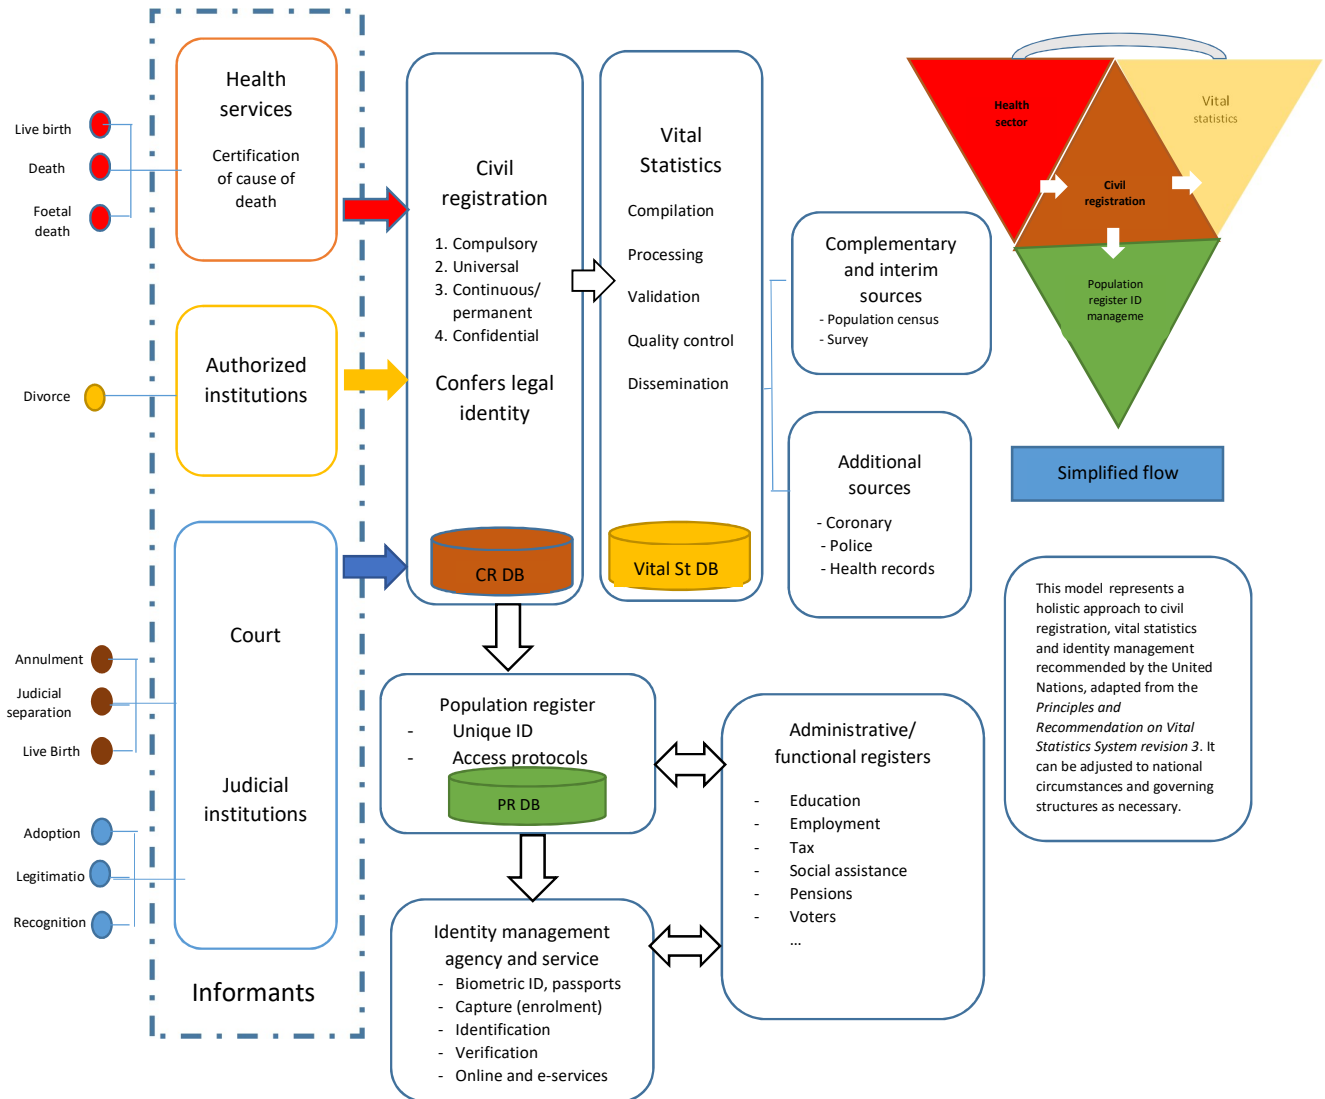 Live birth
Death
Foetal
death
Divorce
Annulment
Judicial
separation
Live Birth
Adoption
Legitimatio
Recognition
Health
services
Certification
of cause of
death
Authorized
institutions
Court
Judicial
institutions
Informants
Civil
registration
1. Compulsory
2. Universal
3. Continuous/
permanent
4. Confidential
Confers legal
identity
CR DB
Vital
Statistics
Compilation
Processing
Validation
Quality control
Dissemination
Vital St DB
Complementary
and interim
sources
- Population census
- Survey
Additional
sources
- Coronary
- Police
- Health records
Population register
- Unique ID
- Access protocols
PR DB
Identity management
agency and service
- Biometric ID, passports
- Capture (enrolment)
- Identification
- Verification
- Online and e-services
Administrative/
functional registers
- Education
- Employment
- Tax
- Social assistance
- Pensions
- Voters
...
Health
sector
Vital
statistics
Civil
registration
Population
register ID
manageme
Simplified flow
This model represents a
holistic approach to civil
registration, vital statistics
and identity management
recommended by the United
Nations, adapted from the
Principles and
Recommendation on Vital
Statistics System revision 3. It
can be adjusted to national
circumstances and governing
structures as necessary.